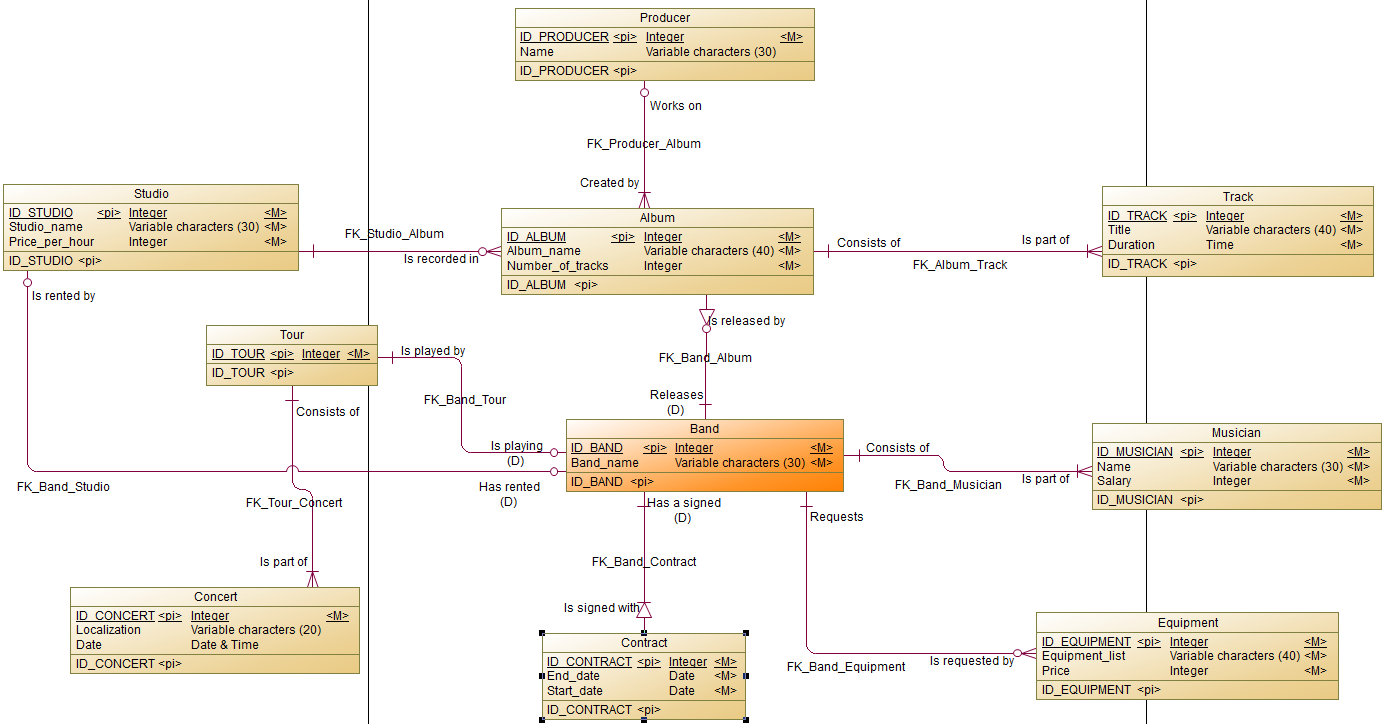 Producer
ID_PRODUCER <pi> Integer <M>
Name Variable characters (30)
ID_PRODUCER <pi>
Works on
FK_Producer_Album
Created by
Studio
ID_STUDIO <pi> Integer <M>
Studio_name Variable characters (30) <M>
Price_per_hour Integer <M>
ID_STUDIO <pi>
FK_Studio_Album
Is recorded in
Is rented by
Album
ID_ALBUM <pi> Integer <M>
Album_name Variable characters (40) <M>
Number_of_tracks Integer <M>
ID_ALBUM <pi>
Consists of
FK_Album_Track
Is part of
Track
ID_TRACK <pi> Integer <M>
Title Variable characters (40) <M>
Duration Time <M>
ID_TRACK <pi>
Is released by
FK_Band_Album
Releases
(D)
Tour
ID_TOUR <pi> Integer <M>
ID_TOUR <pi>
Is played by
FK_Band_Tour
Is playing
(D)
Consists of
FK_Band_Studio
Has rented
(D)
FK_Tour_Concert
Is part of
Band
ID_BAND <pi> Integer <M>
Band_name Variable characters (30) <M>
ID_BAND <pi>
Consists of
FK_Band_Musician
Is part of
Musician
ID_MUSICIAN <pi> Integer <M>
Name Variable characters (30) <M>
Salary Integer <M>
ID_MUSICIAN <pi>
Has a signed
(D)
FK_Band_Contract
Is signed with
Requests
FK_Band_Equipment
Is requested by
Concert
ID_CONCERT <pi> Integer <M>
Localization Variable characters (20)
Date Date & Time
ID_CONCERT <pi>
Contract
ID_CONTRACT <pi> Integer <M>
End_date Date <M>
Start_date Date <M>
ID_CONTRACT <pi>
Equipment
ID_EQUIPMENT <pi> Integer <M>
Equipment_list Variable characters (40) <M>
Price Integer <M>
ID_EQUIPMENT <pi>